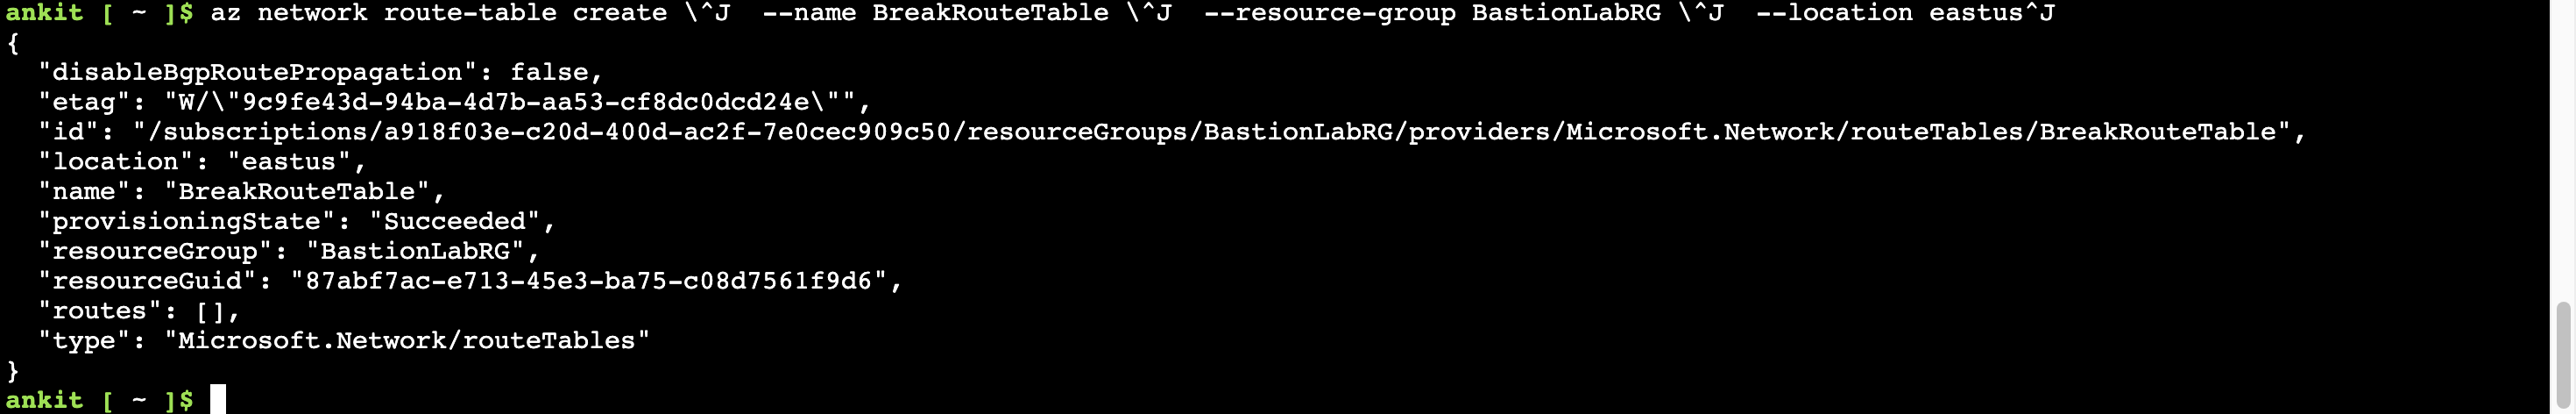 ankit [ ~ ]$ az network route-table create \^J  --name BreakRouteTable \^J  --resource-group BastionLabRG \^J  --location eastus^J
{
  "disableBgpRoutePropagation": false,
  "etag": "W/\"9c9fe43d-94ba-4d7b-aa53-cf8dc0dcd24e\"",
  "id": "/subscriptions/a918f03e-c20d-400d-ac2f-7e0cec909c50/resourceGroups/BastionLabRG/providers/Microsoft.Network/routeTables/BreakRouteTable",
  "location": "eastus",
  "name": "BreakRouteTable",
  "provisioningState": "Succeeded",
  "resourceGroup": "BastionLabRG",
  "resourceGuid": "87abf7ac-e713-45e3-ba75-c08d7561f9d6",
  "routes": [],
  "type": "Microsoft.Network/routeTables"
}
ankit [ ~ ]$